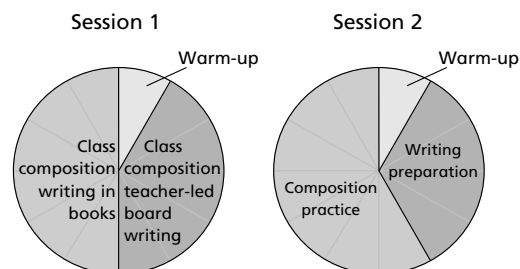 Session 1
Warm-up
Class
composition
writing in
books
Class
composition
teacher-led
board
writing
Session 2
Warm-up
Writing
preparation
Composition
practice